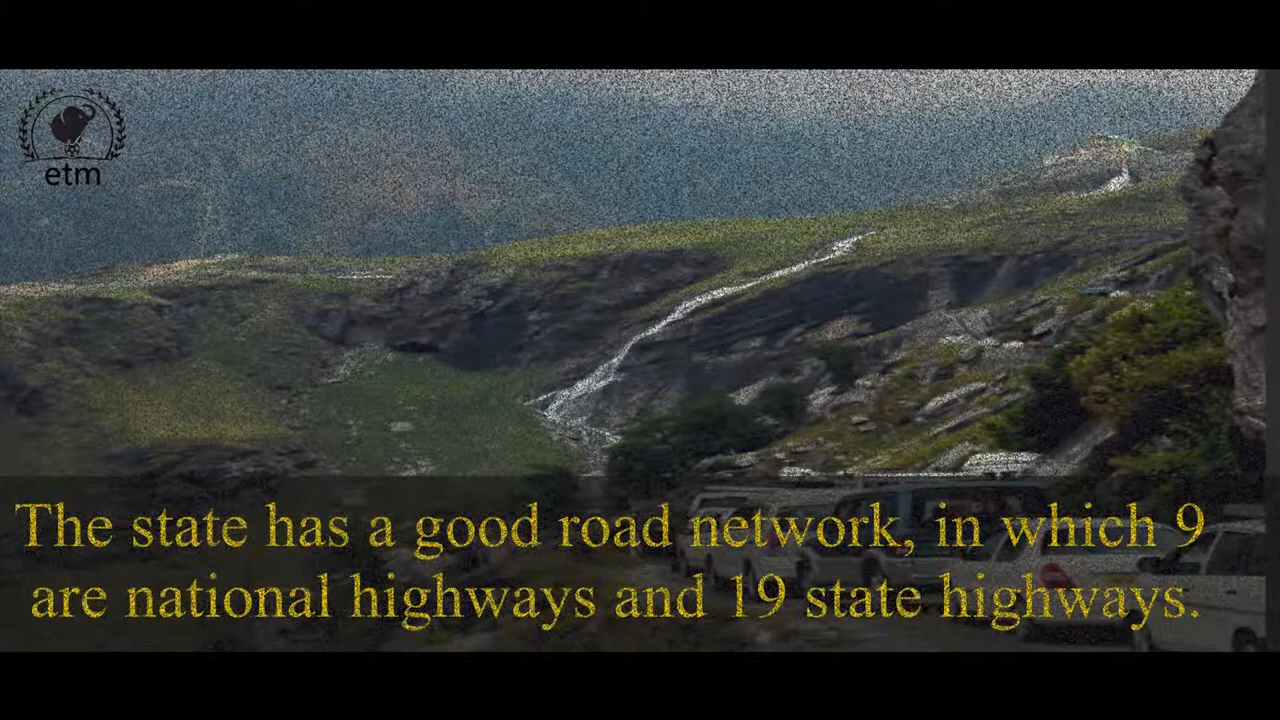 etm
The state has a good road network, in which 9
are national highways and 19 state highways.